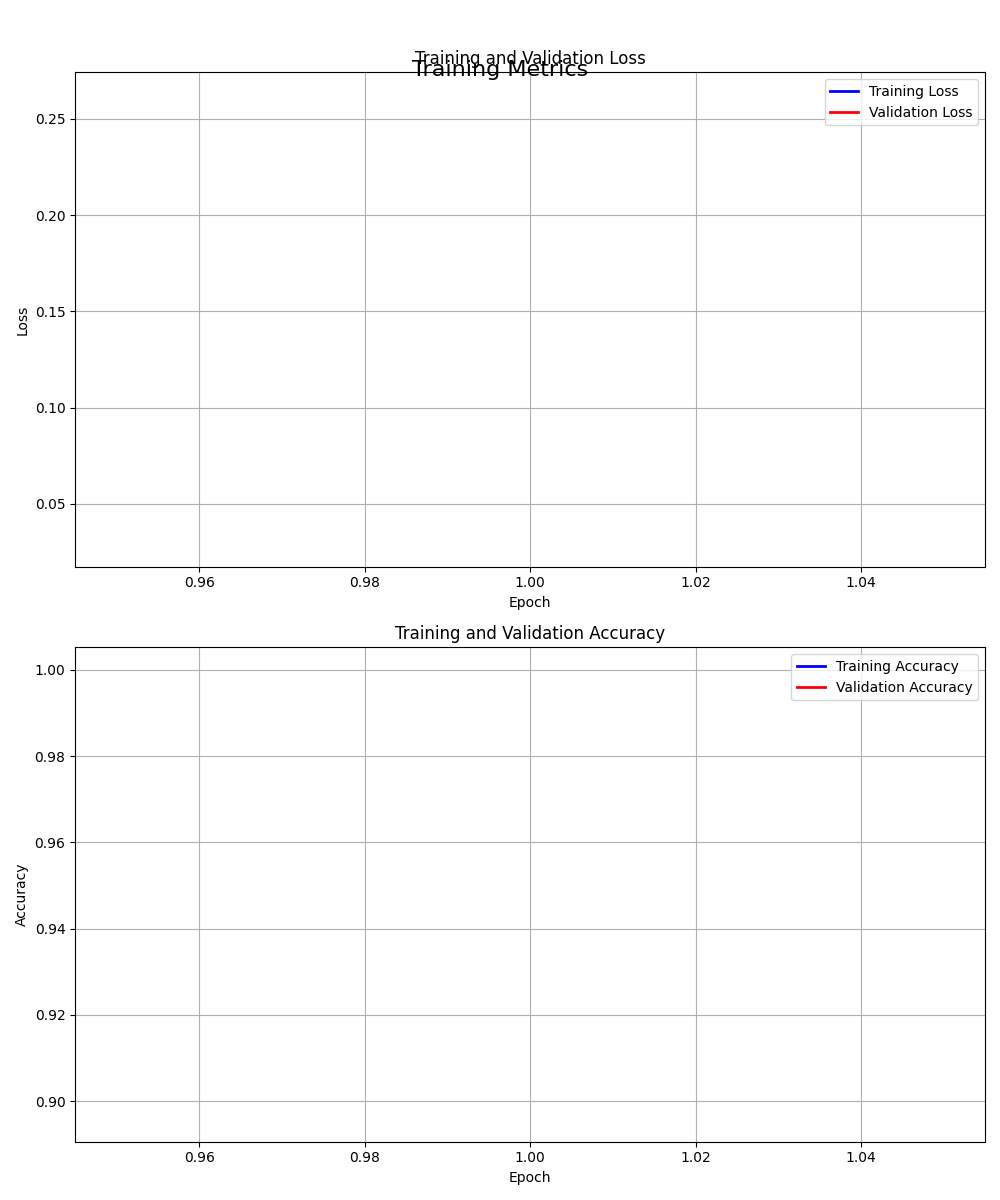 Training and Validation Loss
Training Metrics
Training Loss
Validation Loss
0.25
0.20
0.15
0.10
0.05
Loss
0.96 0.98 1.00 1.02 1.04
Epoch
Training and Validation Accuracy
Training Accuracy
Validation Accuracy
1.00
0.98
0.96
0.94
0.92
0.90
Accuracy
0.96 0.98 1.00 1.02 1.04
Epoch